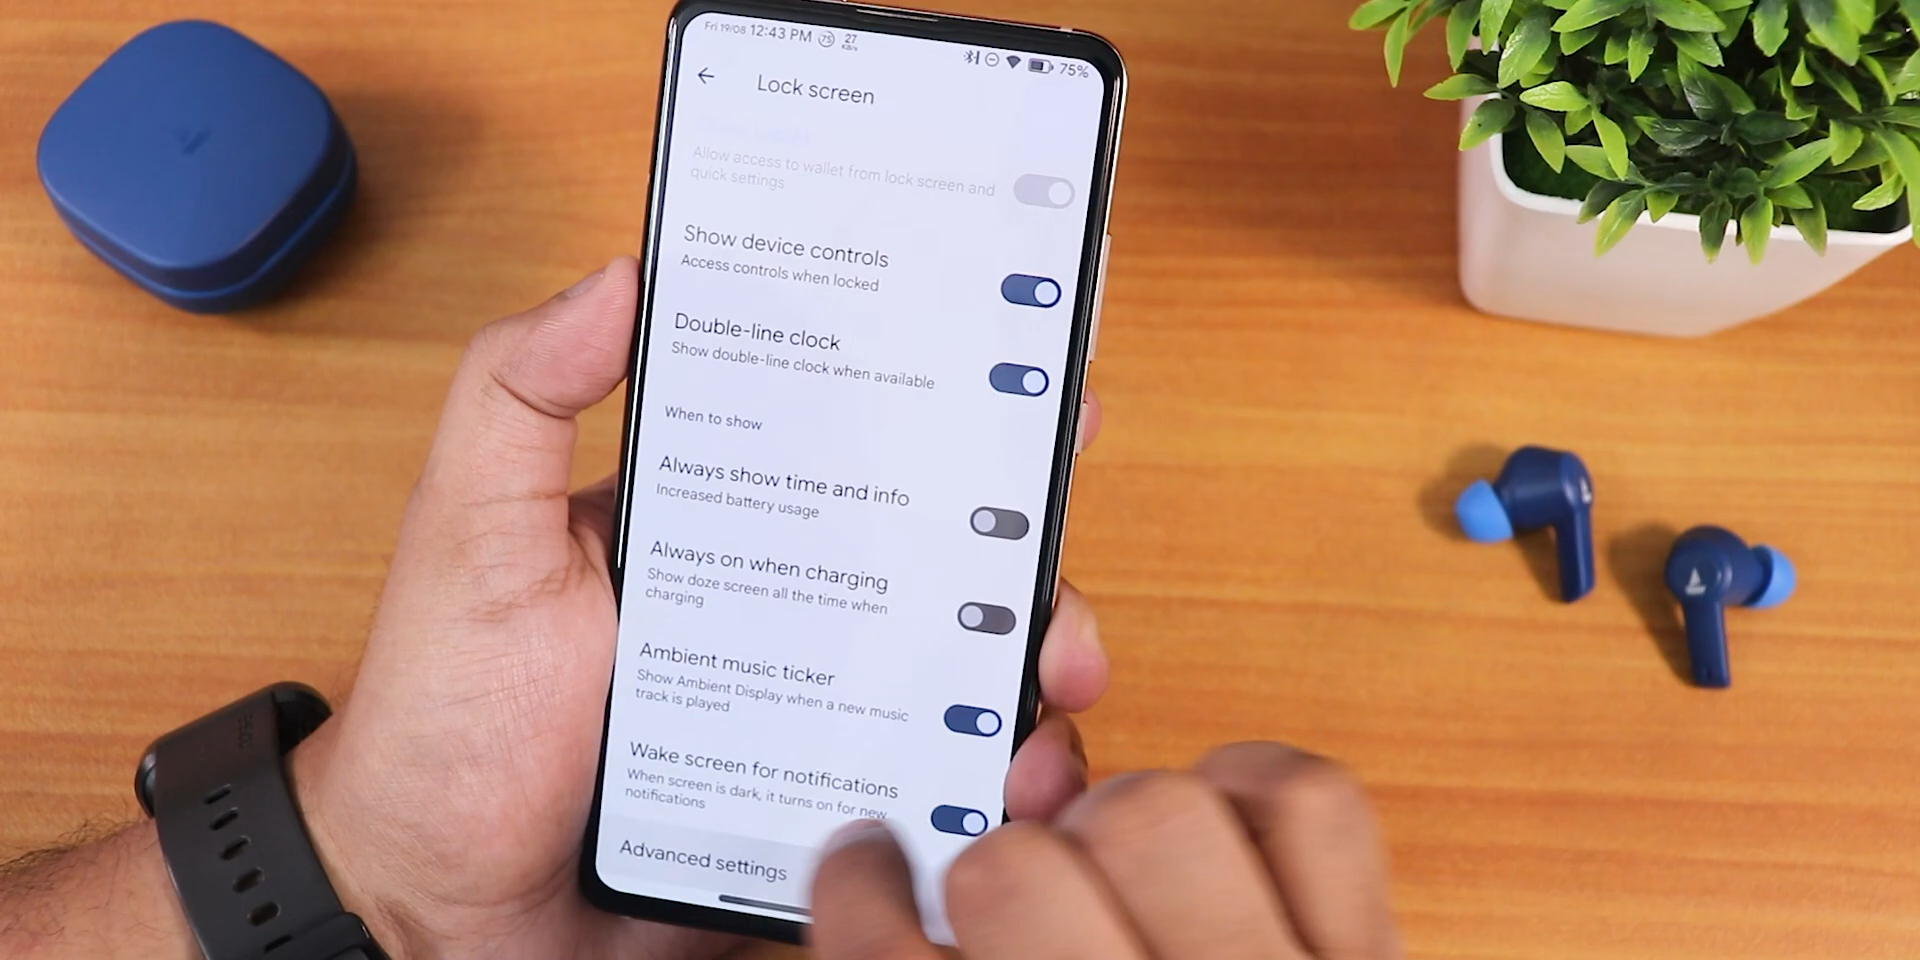 Fri 19/08 12:43 PM 75 27 KB/s 75%
Lock screen
Allow access to wallet from lock screen and
quick settings
Show device controls
Access controls when locked
Double-line clock
Show double-line clock when available
When to show
Always show time and info
Increased battery usage
Always on when charging
Show doze screen all the time when
charging
Ambient music ticker
Show Ambient Display when a new music
track is played
Wake screen for notifications
When screen is dark, it turns on for new
notifications
Advanced settings